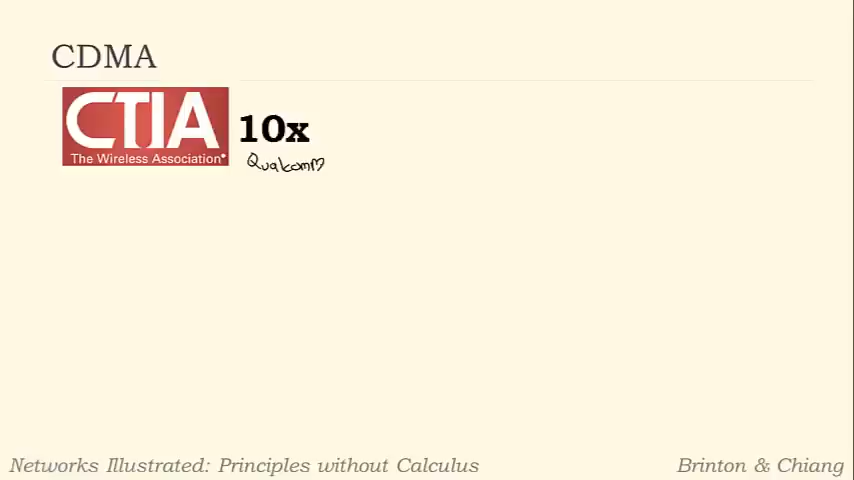 CDMA
CTIA
The Wireless Association
10x
Qualcomm
Networks Illustrated: Principles without Calculus
Brinton & Chiang